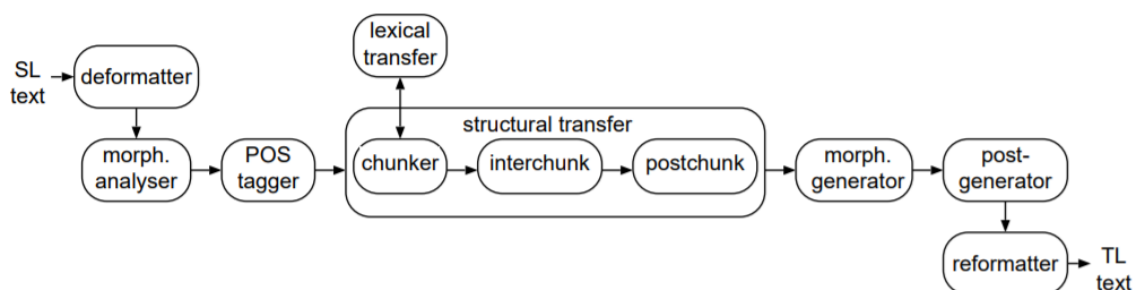 SL
text
deformatter
morph.
analyser
POS
tagger
lexical
transfer
structural transfer
chunker
interchunk
postchunk
morph.
generator
post-
generator
reformatter
TL
text